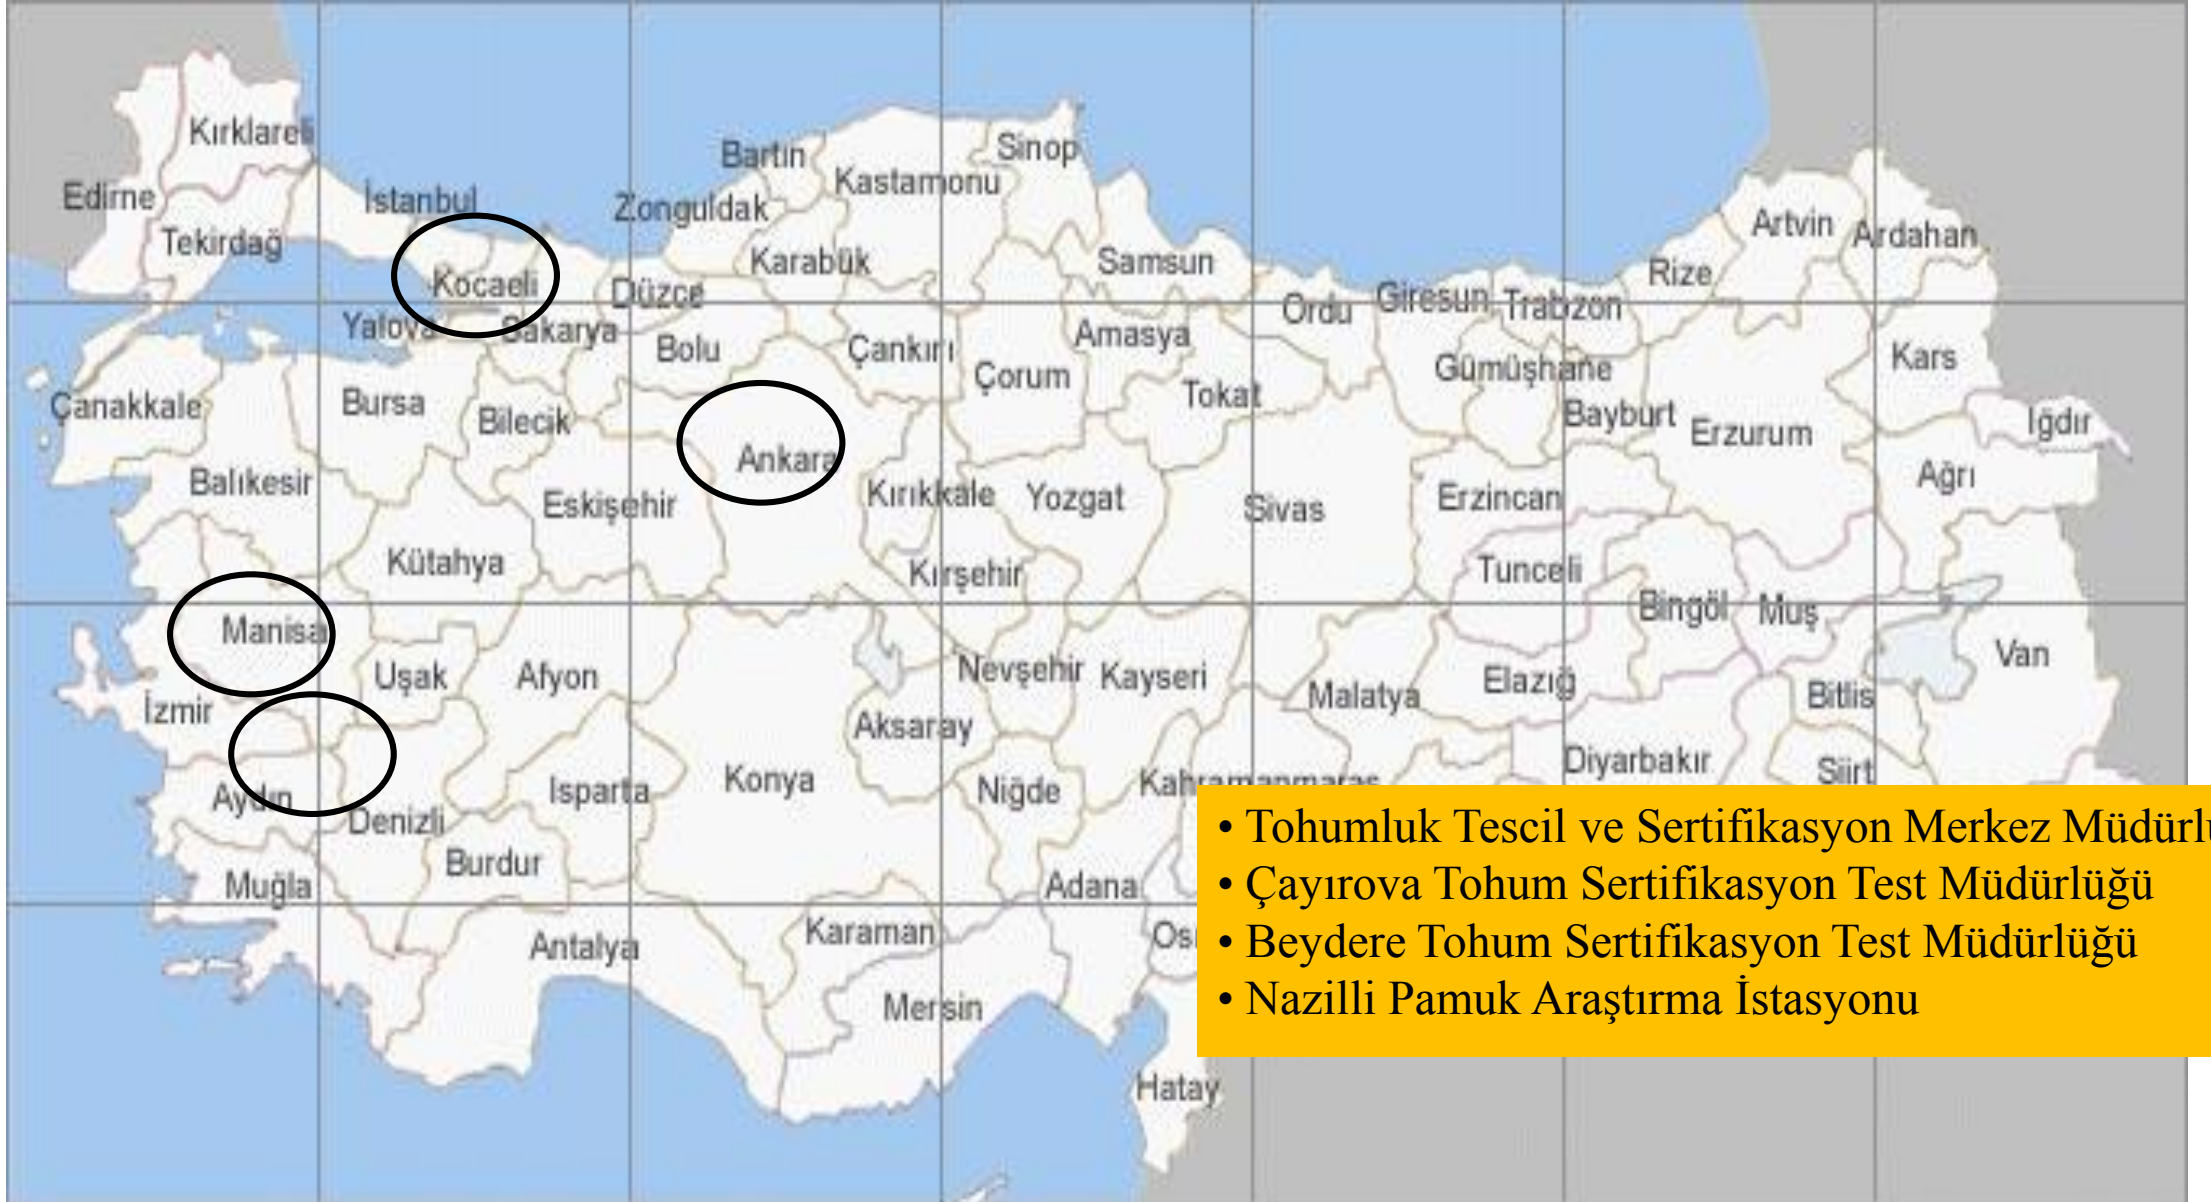 Kırklareli
Bartın
Sinop
Kastamonu
Edirne
İstanbul
Zonguldak
Artvin
Ardahan
Tekirdağ
Karabük
Samsun
Rize
Kocaeli
Düzce
Ordu
Giresun
Trabzon
Yalova
Sakarya
Bolu
Çankırı
Amasya
Kars
Çorum
Gümüşhane
Çanakkale
Bursa
Bilecik
Tokat
Bayburt
Erzurum
Iğdır
Ankara
Balıkesir
Eskişehir
Kırıkkale
Yozgat
Sivas
Erzincan
Ağrı
Kütahya
Kırşehir
Tunceli
Bingöl
Muş
Manisa
Uşak
Afyon
Nevşehir
Kayseri
Malatya
Elazığ
Bitlis
Van
İzmir
Aksaray
Diyarbakır
Siirt
Aydın
Denizli
Isparta
Konya
Niğde
Kahramanmaraş
Burdur
Muğla
Adana
Antalya
Karaman
Mersin
Hatay
• Tohumluk Tescil ve Sertifikasyon Merkez
• Çayırova Tohum Sertifikasyon Test Müdürlüğü
• Beydere Tohum Sertifikasyon Test Müdürlüğü
• Nazilli Pamuk Araştırma İstasyonu